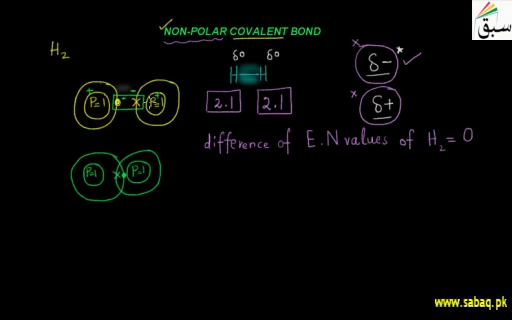 NON-POLAR COVALENT BOND
سبق
H2
δ0 δ0
H H
δ-
P=1 P=1
2.1 2.1
δ+
difference of E.N values of H2 = 0
P=1 P=1
www.sabaq.pk